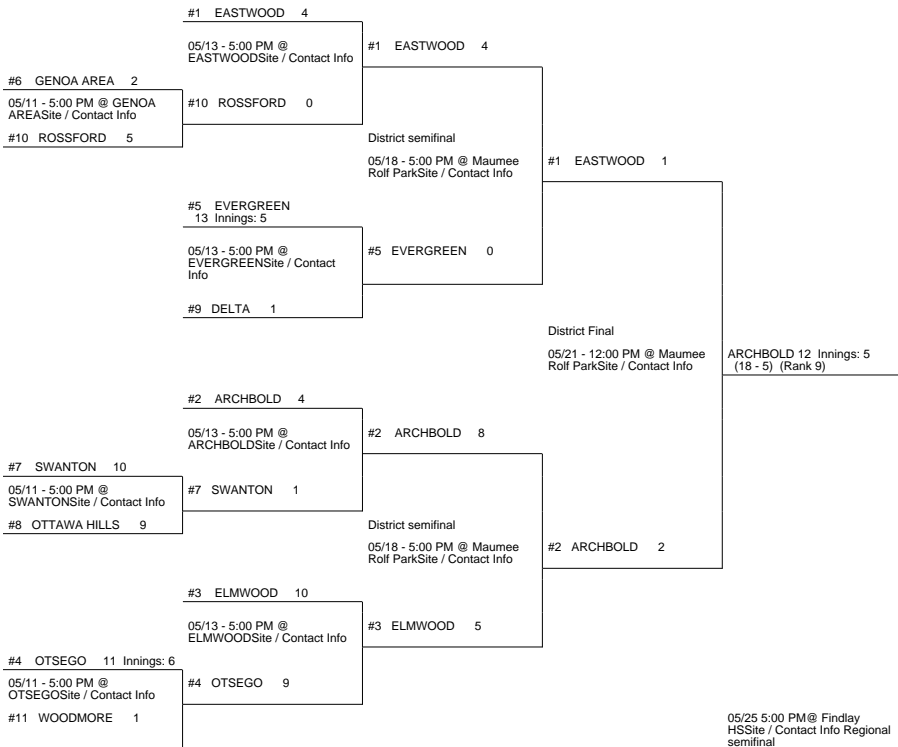 #1 EASTWOOD 4
05/13 - 5:00 PM @
EASTWOODSite / Contact Info
#1 EASTWOOD 4
#6 GENOA AREA 2
05/11 - 5:00 PM @ GENOA
AREASite / Contact Info
#10 ROSSFORD 0
#10 ROSSFORD 5
District semifinal
05/18 - 5:00 PM @ Maumee
Rolf ParkSite / Contact Info
#1 EASTWOOD 1
#5 EVERGREEN
13 Innings: 5
05/13 - 5:00 PM @
EVERGREENSite / Contact
Info
#5 EVERGREEN 0
#9 DELTA 1
District Final
05/21 - 12:00 PM @ Maumee
Rolf ParkSite / Contact Info
ARCHBOLD 12 Innings: 5
(18 - 5) (Rank 9)
#2 ARCHBOLD 4
05/13 - 5:00 PM @
ARCHBOLDSite / Contact Info
#2 ARCHBOLD 8
#7 SWANTON 10
05/11 - 5:00 PM @
SWANTONSite / Contact Info
#7 SWANTON 1
#8 OTTAWA HILLS 9
District semifinal
05/18 - 5:00 PM @ Maumee
Rolf ParkSite / Contact Info
#2 ARCHBOLD 2
#3 ELMWOOD 10
05/13 - 5:00 PM @
ELMWOODSite / Contact Info
#3 ELMWOOD 5
#4 OTSEGO 11 Innings: 6
05/11 - 5:00 PM @
OTSEGOSite / Contact Info
#4 OTSEGO 9
#11 WOODMORE 1
05/25 5:00 PM@ Findlay
HSSite / Contact Info Regional
semifinal